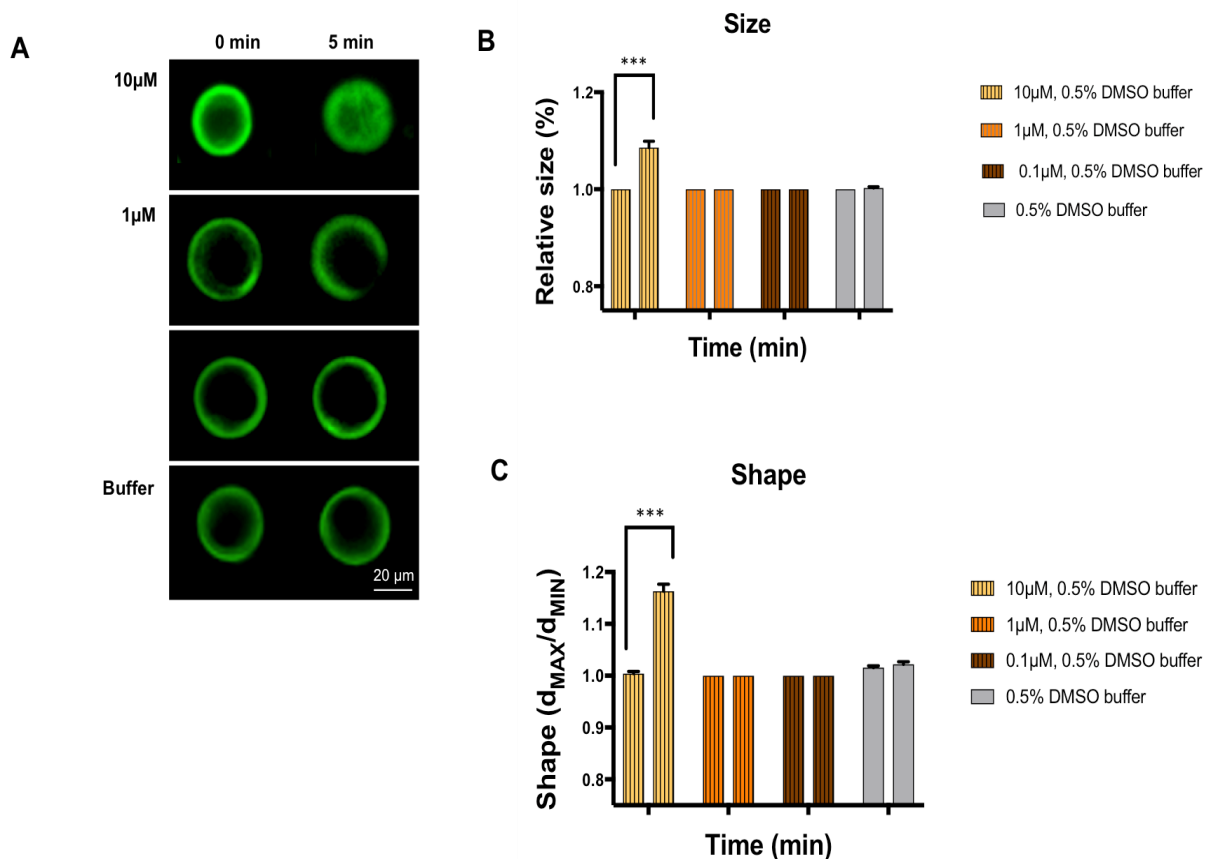 A
0 min 5 min
10µM
1µM
Buffer
20 µm
B
Size
***
Relative size (%)
1.2
1.0
0.8
Time (min)
10µM, 0.5% DMSO buffer
1µM, 0.5% DMSO buffer
0.1µM, 0.5% DMSO buffer
0.5% DMSO buffer
C
Shape
***
Shape (dMAX/dMIN)
1.2
1.1
1.0
0.9
0.8
Time (min)
10µM, 0.5% DMSO buffer
1µM, 0.5% DMSO buffer
0.1µM, 0.5% DMSO buffer
0.5% DMSO buffer